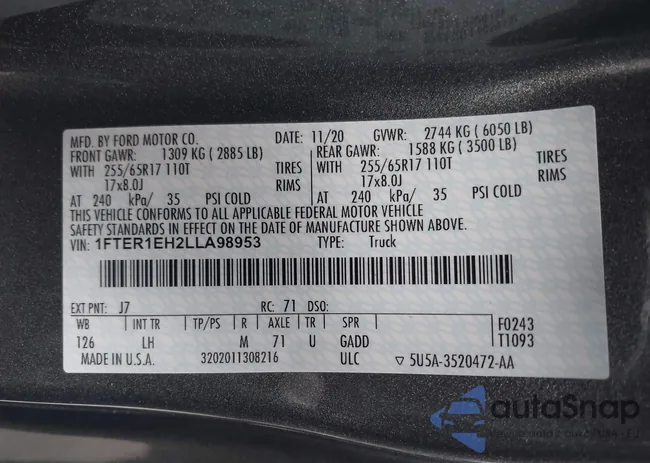 MFD. BY FORD MOTOR CO. DATE: 11/20 GVWR: 2744 KG ( 6050 LB)
FRONT GAWR: 1309 KG ( 2885 LB) REAR GAWR: 1588 KG ( 3500 LB)
WITH 255/65R17 110T TIRES WITH 255/65R17 110T TIRES
17x8.0J RIMS 17x8.0J RIMS
AT 240 kPa/ 35 PSI COLD AT 240 kPa/ 35 PSI COLD
THIS VEHICLE CONFORMS TO ALL APPLICABLE FEDERAL MOTOR VEHICLE
SAFETY STANDARDS IN EFFECT ON THE DATE OF MANUFACTURE SHOWN ABOVE.
VIN: 1FTER1EH2LLA98953 TYPE: Truck
EXT PNT: J7 RC: 71 DSO:
WB INT TR TP/PS R AXLE TR SPR F0243
126 LH M 71 U GADD T1093
MADE IN U.S.A. 3202011308216 ULC ▽ 5U5A-3520472-AA
autoSnap